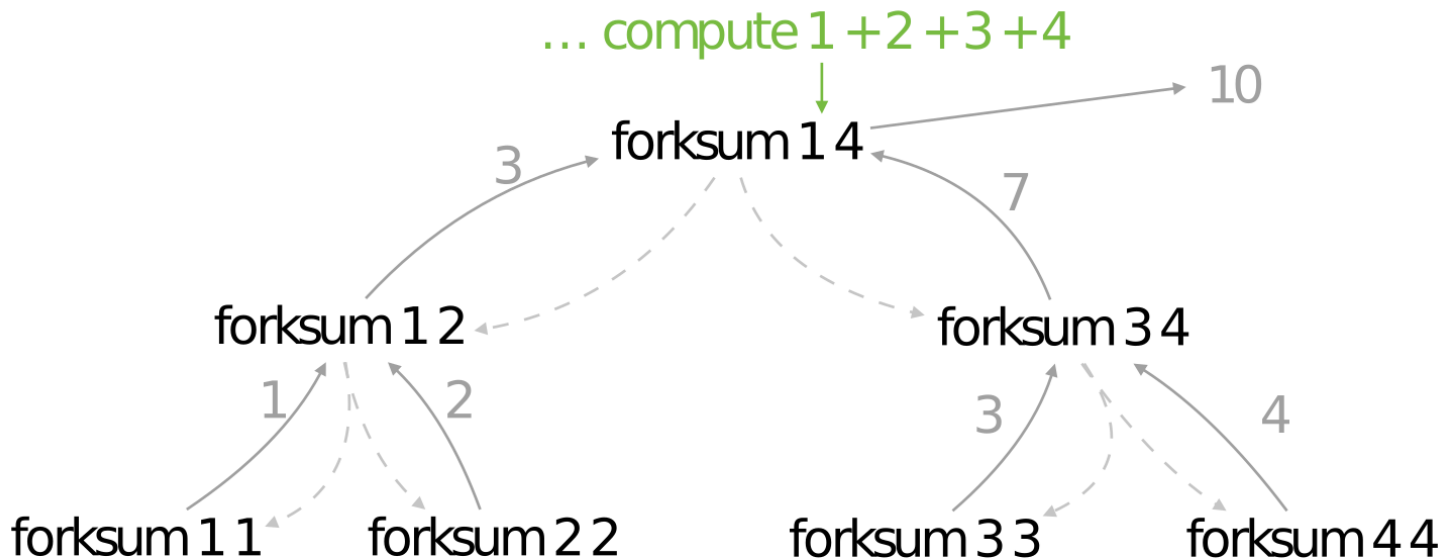 ... compute 1 + 2 + 3 + 4
10
forksum 1 4
3
7
forksum 1 2
forksum 3 4
1
2
3
4
forksum 1 1
forksum 2 2
forksum 3 3
forksum 4 4